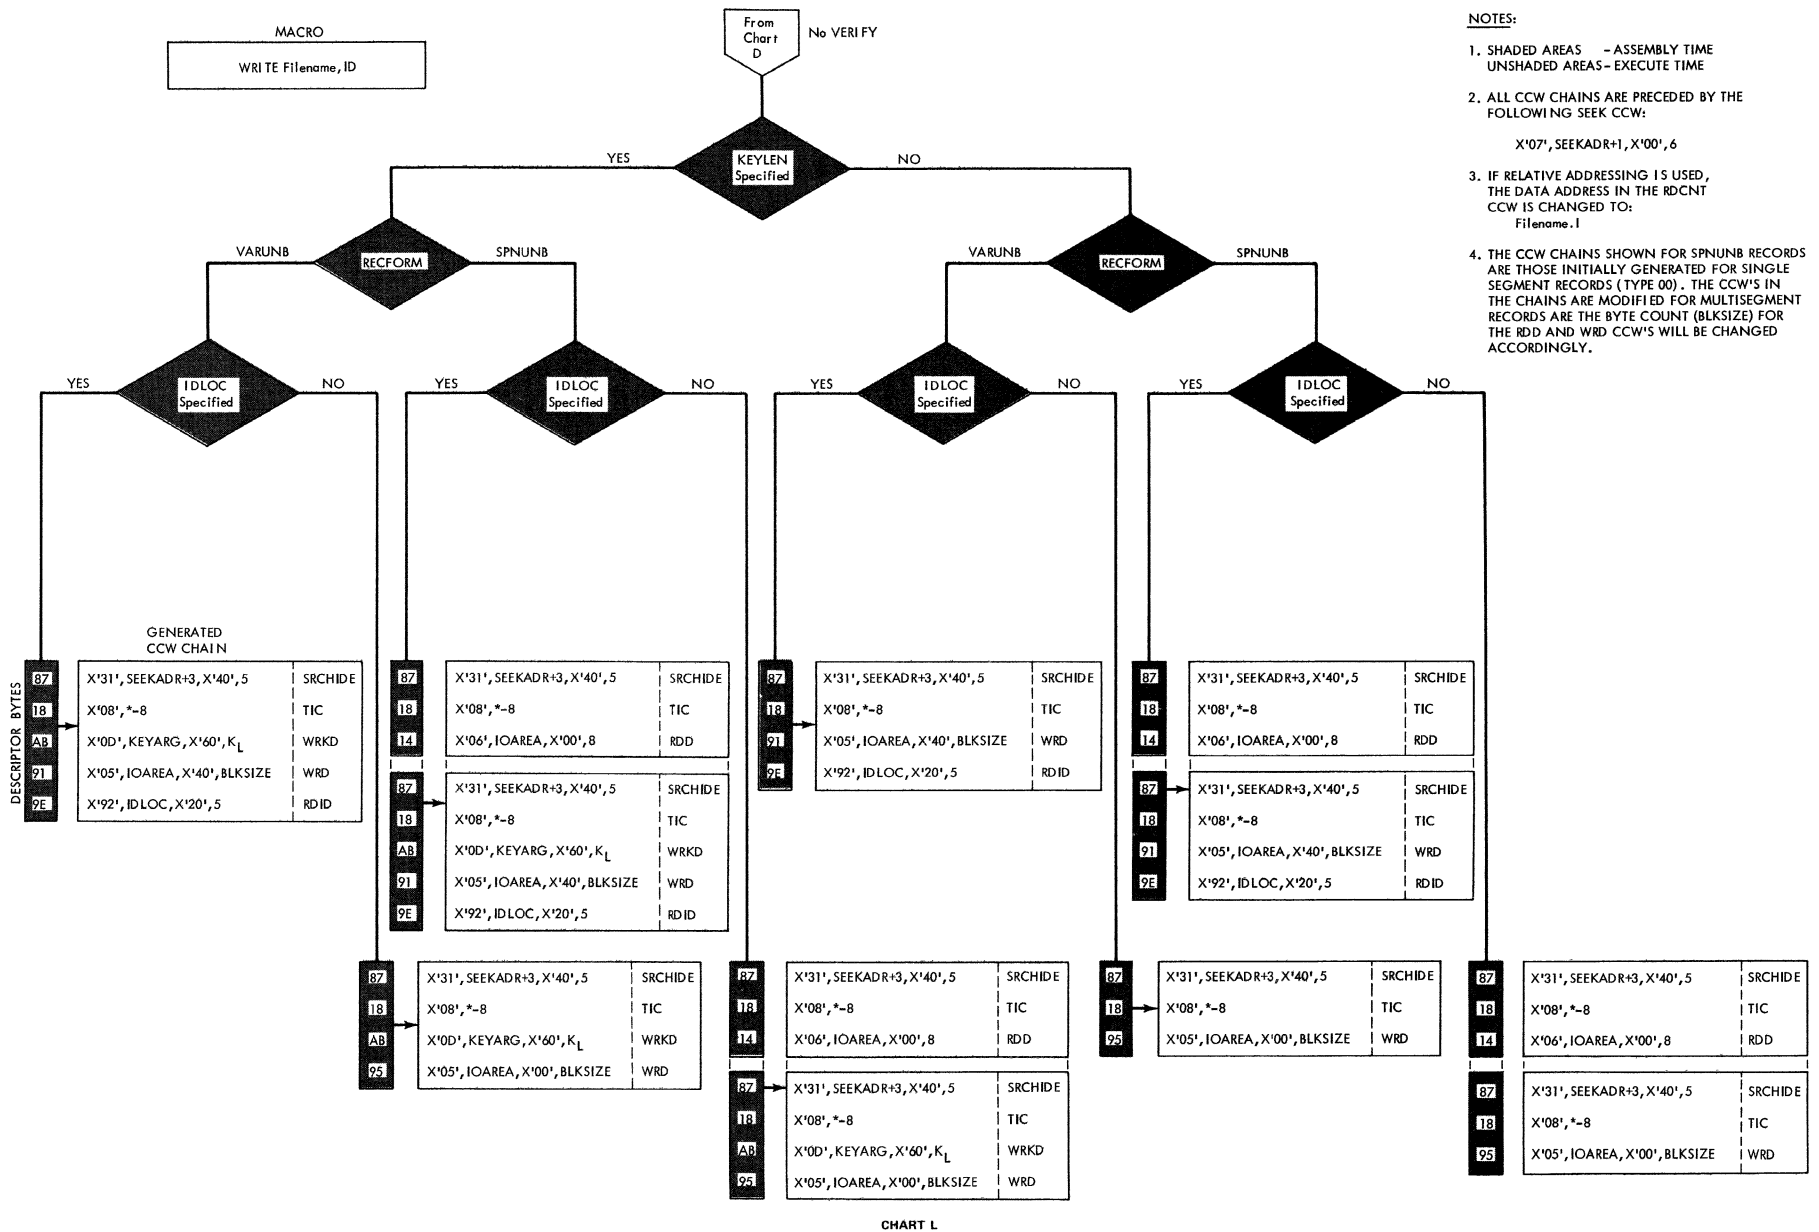 MACRO
WRITE Filename, ID
From
Chart
D
No VERIFY
NOTES:
1. SHADED AREAS - ASSEMBLY TIME
UNSHADED AREAS - EXECUTE TIME
2. ALL CCW CHAINS ARE PRECEDED BY THE
FOLLOWING SEEK CCW:
X'07', SEEKADR+1, X'00', 6
3. IF RELATIVE ADDRESSING IS USED,
THE DATA ADDRESS IN THE RDCNT
CCW IS CHANGED TO:
Filename.I
4. THE CCW CHAINS SHOWN FOR SPNUNB RECORDS
ARE THOSE INITIALLY GENERATED FOR SINGLE
SEGMENT RECORDS (TYPE 00). THE CCW'S IN
THE CHAINS ARE MODIFIED FOR MULTISEGMENT
RECORDS ARE THE BYTE COUNT (BLKSIZE) FOR
THE RDD AND WRD CCW'S WILL BE CHANGED
ACCORDINGLY.
YES
KEYLEN
Specified
NO
VARUNB
RECFORM
SPNUNB
VARUNB
RECFORM
SPNUNB
YES
IDLOC
Specified
NO
YES
IDLOC
Specified
NO
YES
IDLOC
Specified
NO
YES
IDLOC
Specified
NO
DESCRIPTOR BYTES
GENERATED
CCW CHAIN
87 X'31', SEEKADR+3, X'40', 5 SRCHIDE
18 X'08', *-8 TIC
AB X'0D', KEYARG, X'60', KL WRKD
91 X'05', IOAREA, X'40', BLKSIZE WRD
9E X'92', IDLOC, X'20', 5 RDID
87 X'31', SEEKADR+3, X'40', 5 SRCHIDE
18 X'08', *-8 TIC
14 X'06', IOAREA, X'00', 8 RDD
87 X'31', SEEKADR+3, X'40', 5 SRCHIDE
18 X'08', *-8 TIC
AB X'0D', KEYARG, X'60', KL WRKD
91 X'05', IOAREA, X'40', BLKSIZE WRD
9E X'92', IDLOC, X'20', 5 RDID
87 X'31', SEEKADR+3, X'40', 5 SRCHIDE
18 X'08', *-8 TIC
91 X'05', IOAREA, X'40', BLKSIZE WRD
9E X'92', IDLOC, X'20', 5 RDID
87 X'31', SEEKADR+3, X'40', 5 SRCHIDE
18 X'08', *-8 TIC
14 X'06', IOAREA, X'00', 8 RDD
87 X'31', SEEKADR+3, X'40', 5 SRCHIDE
18 X'08', *-8 TIC
91 X'05', IOAREA, X'40', BLKSIZE WRD
9E X'92', IDLOC, X'20', 5 RDID
87 X'31', SEEKADR+3, X'40', 5 SRCHIDE
18 X'08', *-8 TIC
AB X'0D', KEYARG, X'60', KL WRKD
95 X'05', IOAREA, X'00', BLKSIZE WRD
87 X'31', SEEKADR+3, X'40', 5 SRCHIDE
18 X'08', *-8 TIC
14 X'06', IOAREA, X'00', 8 RDD
87 X'31', SEEKADR+3, X'40', 5 SRCHIDE
18 X'08', *-8 TIC
AB X'0D', KEYARG, X'60', KL WRKD
95 X'05', IOAREA, X'00', BLKSIZE WRD
87 X'31', SEEKADR+3, X'40', 5 SRCHIDE
18 X'08', *-8 TIC
95 X'05', IOAREA, X'00', BLKSIZE WRD
87 X'31', SEEKADR+3, X'40', 5 SRCHIDE
18 X'08', *-8 TIC
14 X'06', IOAREA, X'00', 8 RDD
87 X'31', SEEKADR+3, X'40', 5 SRCHIDE
18 X'08', *-8 TIC
95 X'05', IOAREA, X'00', BLKSIZE WRD
CHART L